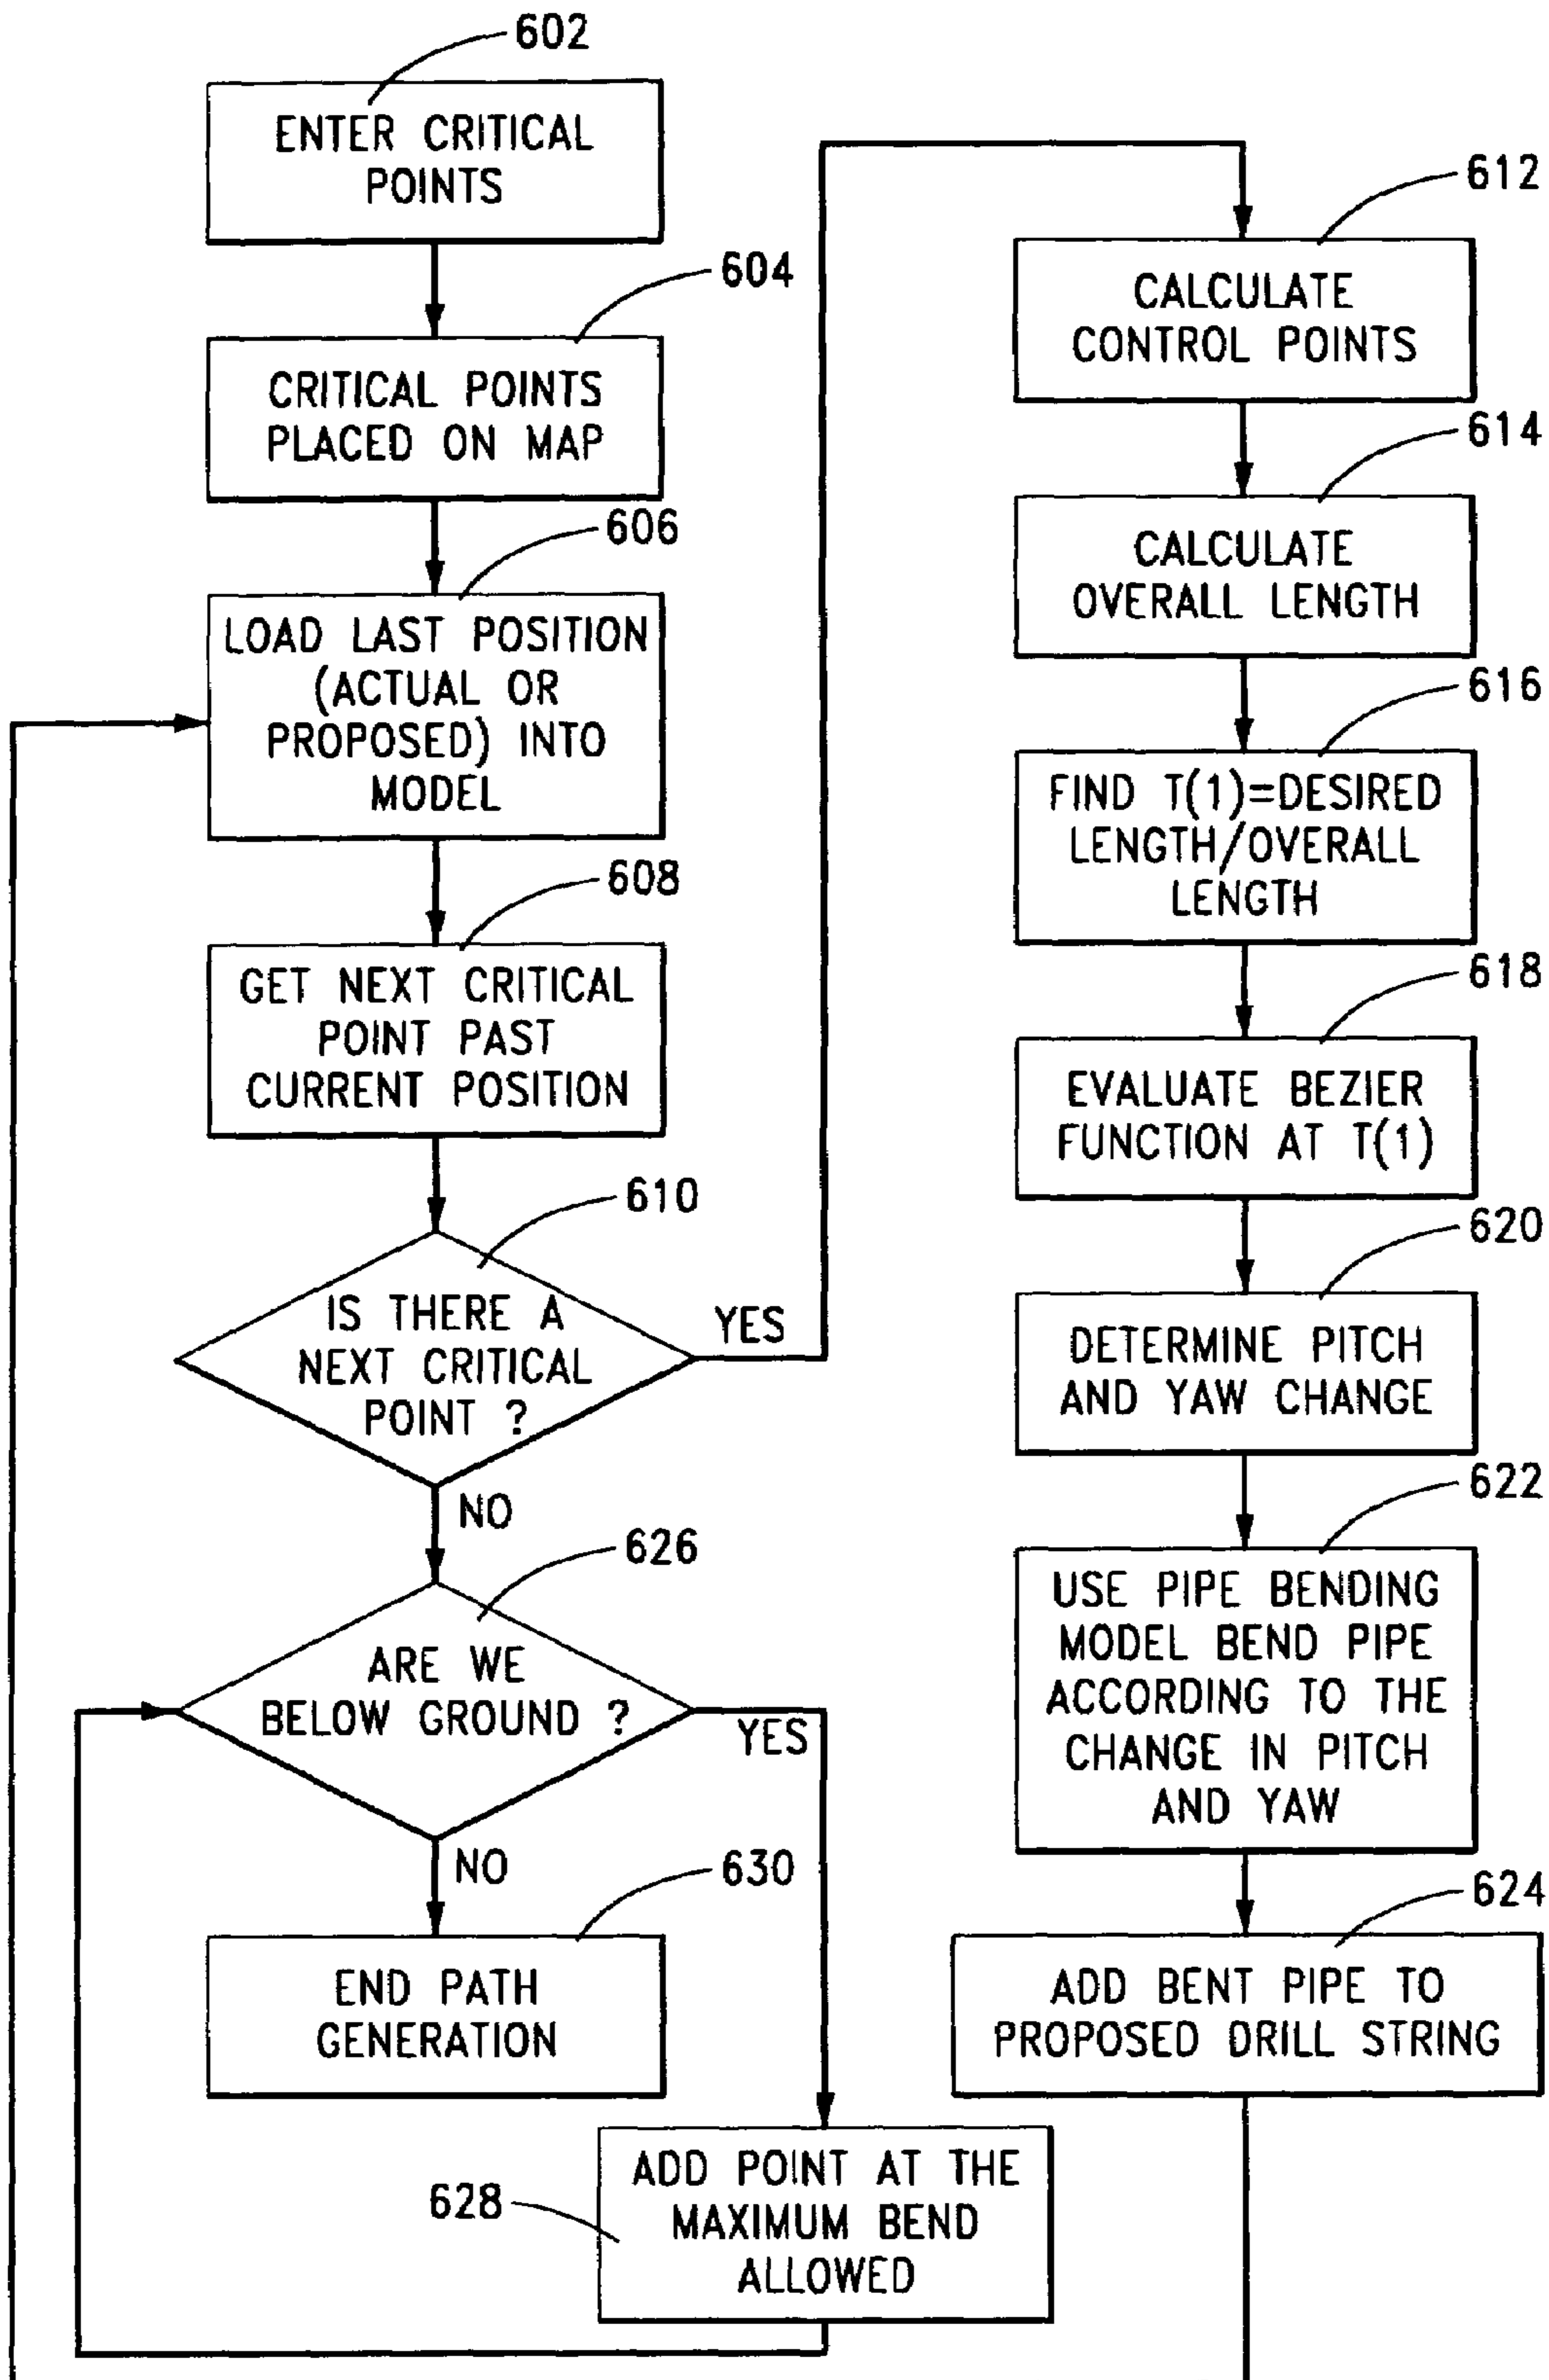 602
ENTER CRITICAL
POINTS
604
CRITICAL POINTS
PLACED ON MAP
606
LOAD LAST POSITION
(ACTUAL OR
PROPOSED) INTO
MODEL
608
GET NEXT CRITICAL
POINT PAST
CURRENT POSITION
610
IS THERE A
NEXT CRITICAL
POINT ?
YES
NO
626
ARE WE
BELOW GROUND ?
YES
NO
630
END PATH
GENERATION
628
ADD POINT AT THE
MAXIMUM BEND
ALLOWED
612
CALCULATE
CONTROL POINTS
614
CALCULATE
OVERALL LENGTH
616
FIND T(1)=DESIRED
LENGTH/OVERALL
LENGTH
618
EVALUATE BEZIER
FUNCTION AT T(1)
620
DETERMINE PITCH
AND YAW CHANGE
622
USE PIPE BENDING
MODEL BEND PIPE
ACCORDING TO THE
CHANGE IN PITCH
AND YAW
624
ADD BENT PIPE TO
PROPOSED DRILL STRING